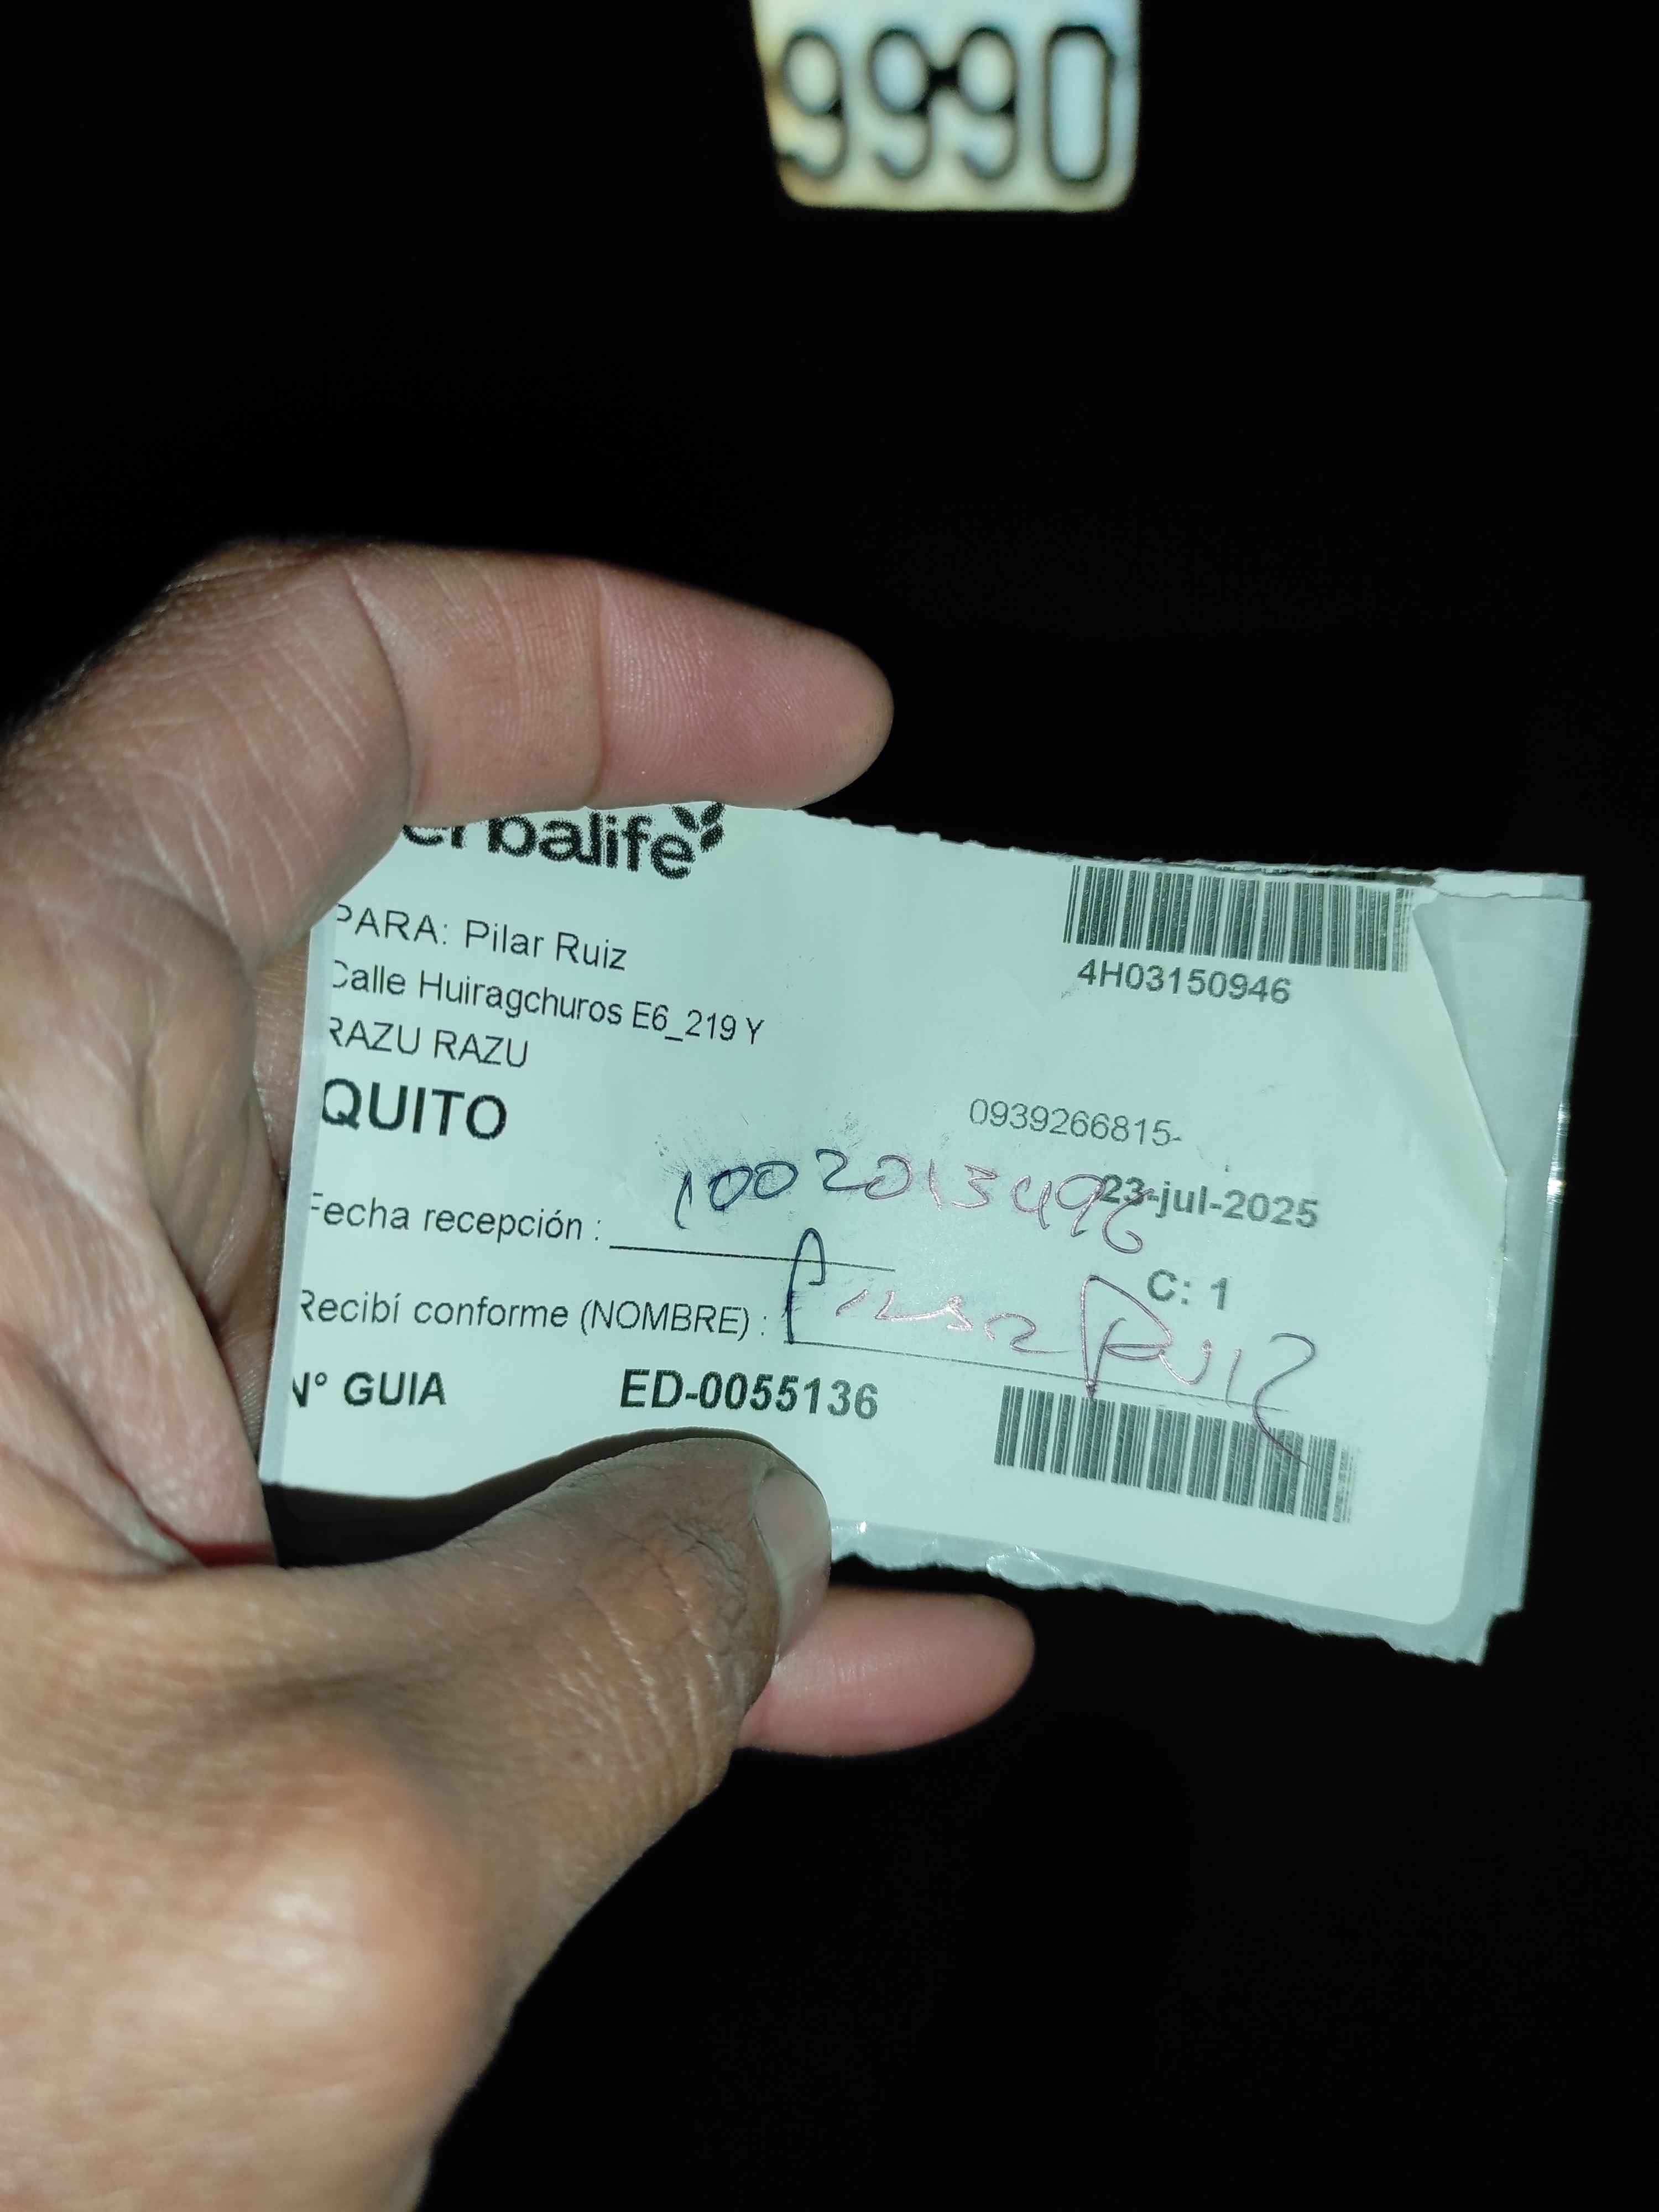 9990
erbalife
PARA: Pilar Ruiz
4H03150946
Calle Huiragchuros E6_219 Y
RAZU RAZU
QUITO
0939266815-
1002013496
23-jul-2025
Fecha recepción :
C: 1
Recibí conforme (NOMBRE) : Ruiz
N° GUIA ED-0055136